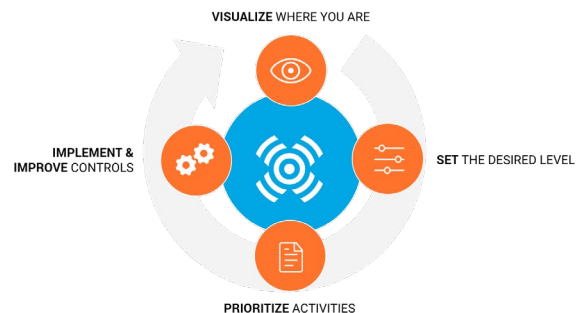 VISUALIZE WHERE YOU ARE
SET THE DESIRED LEVEL
PRIORITIZE ACTIVITIES
IMPLEMENT &
IMPROVE CONTROLS